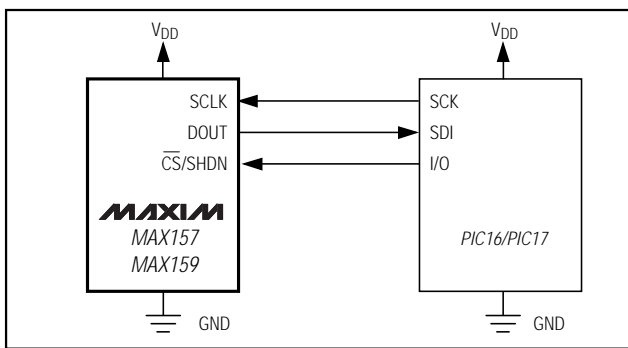 VDD VDD
SCLK SCK
DOUT SDI
CS/SHDN I/O
MAXIM
MAX157
MAX159
PIC16/PIC17
GND GND